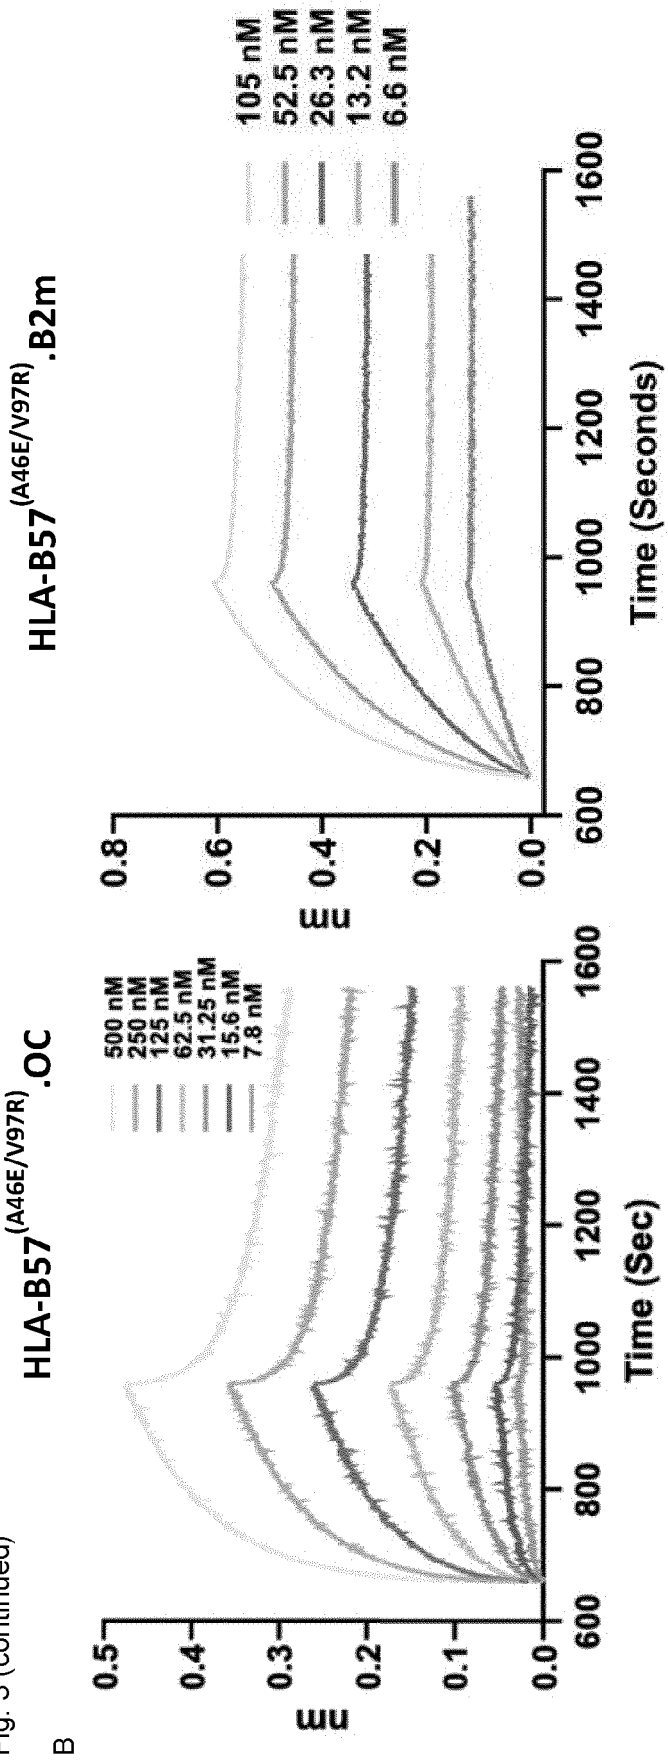 Fig. 3 (continued)
B
HLA-B57(A46E/V97R).OC
500 nM
250 nM
125 nM
62.5 nM
31.25 nM
15.6 nM
7.8 nM
nm
0.5
0.4
0.3
0.2
0.1
0.0
600
800
1000
1200
1400
1600
Time (Sec)
HLA-B57(A46E/V97R).B2m
105 nM
52.5 nM
26.3 nM
13.2 nM
6.6 nM
nm
0.8
0.6
0.4
0.2
0.0
600
800
1000
1200
1400
1600
Time (Seconds)